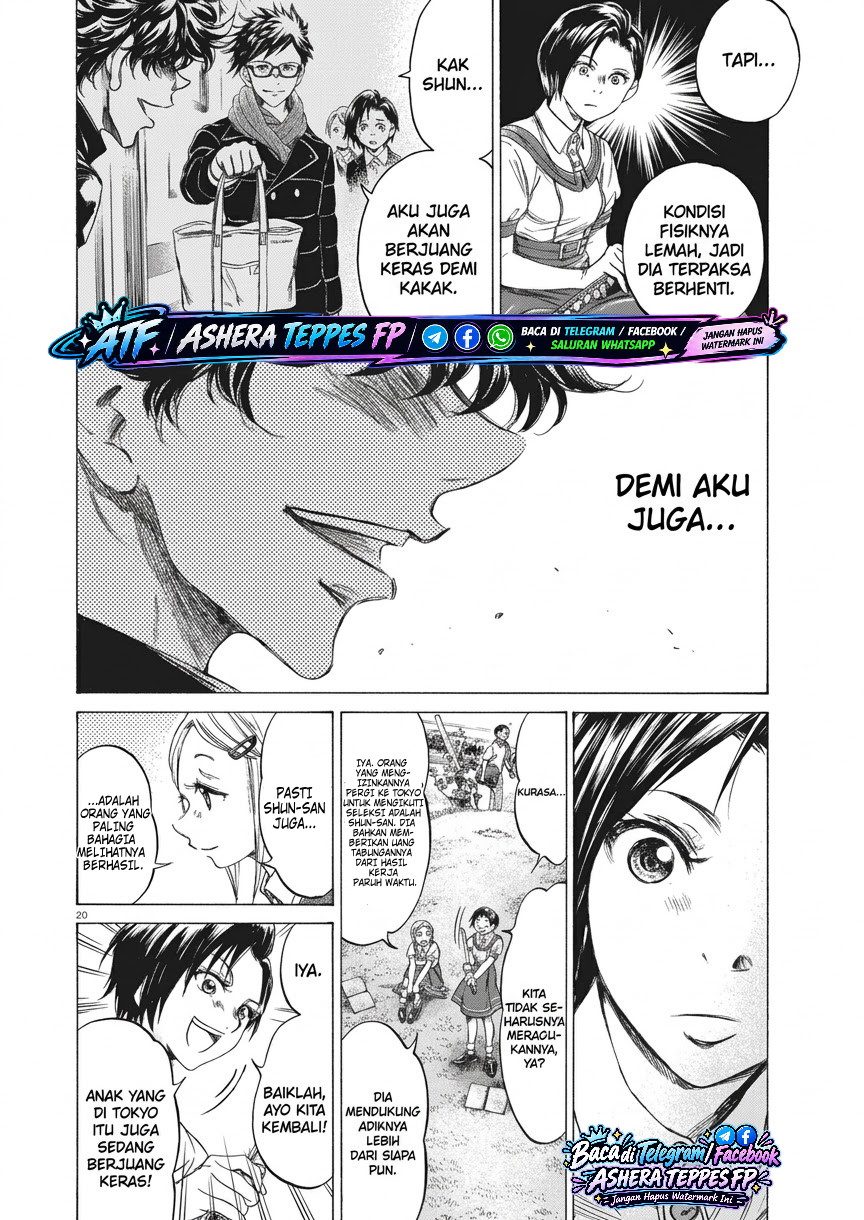 TAPI...
KONDISI
FISIKNYA
LEMAH, JADI
DIA TERPAKSA
BERHENTI.
KAK
SHUN...
AKU JUGA
AKAN
BERJUANG
KERAS DEMI
KAKAK.
ATF
ASHERA TEPPES FP
BACA DI TELEGRAM / FACEBOOK /
SALURAN WHATSAPP
JANGAN HAPUS
WATERMARK INI
DEMI AKU
JUGA...
KURASA...
KITA
TIDAK SE-
HARUSNYA
MERAGU-
KANNYA,
YA?
IYA. ORANG
YANG MENG-
IZINKANNYA
PERGI KE TOKYO
UNTUK MENGIKUTI
SELEKSI ADALAH
SHUN-SAN. DIA
BAHKAN MEM-
BERIKAN UANG
TABUNGANNYA
DARI HASIL
KERJA
PARUH WAKTU.
DIA
MENDUKUNG
ADIKNYA
LEBIH
DARI SIAPA
PUN.
PASTI
SHUN-SAN
JUGA...
...ADALAH
ORANG YANG
PALING
BAHAGIA
MELIHATNYA
BERHASIL.
20
IYA.
BAIKLAH,
AYO KITA
KEMBALI!
ANAK YANG
DI TOKYO
ITU JUGA
SEDANG
BERJUANG
KERAS!
Baca di Telegram/Facebook
ASHERA TEPPES FP
Jangan Hapus Watermark Ini